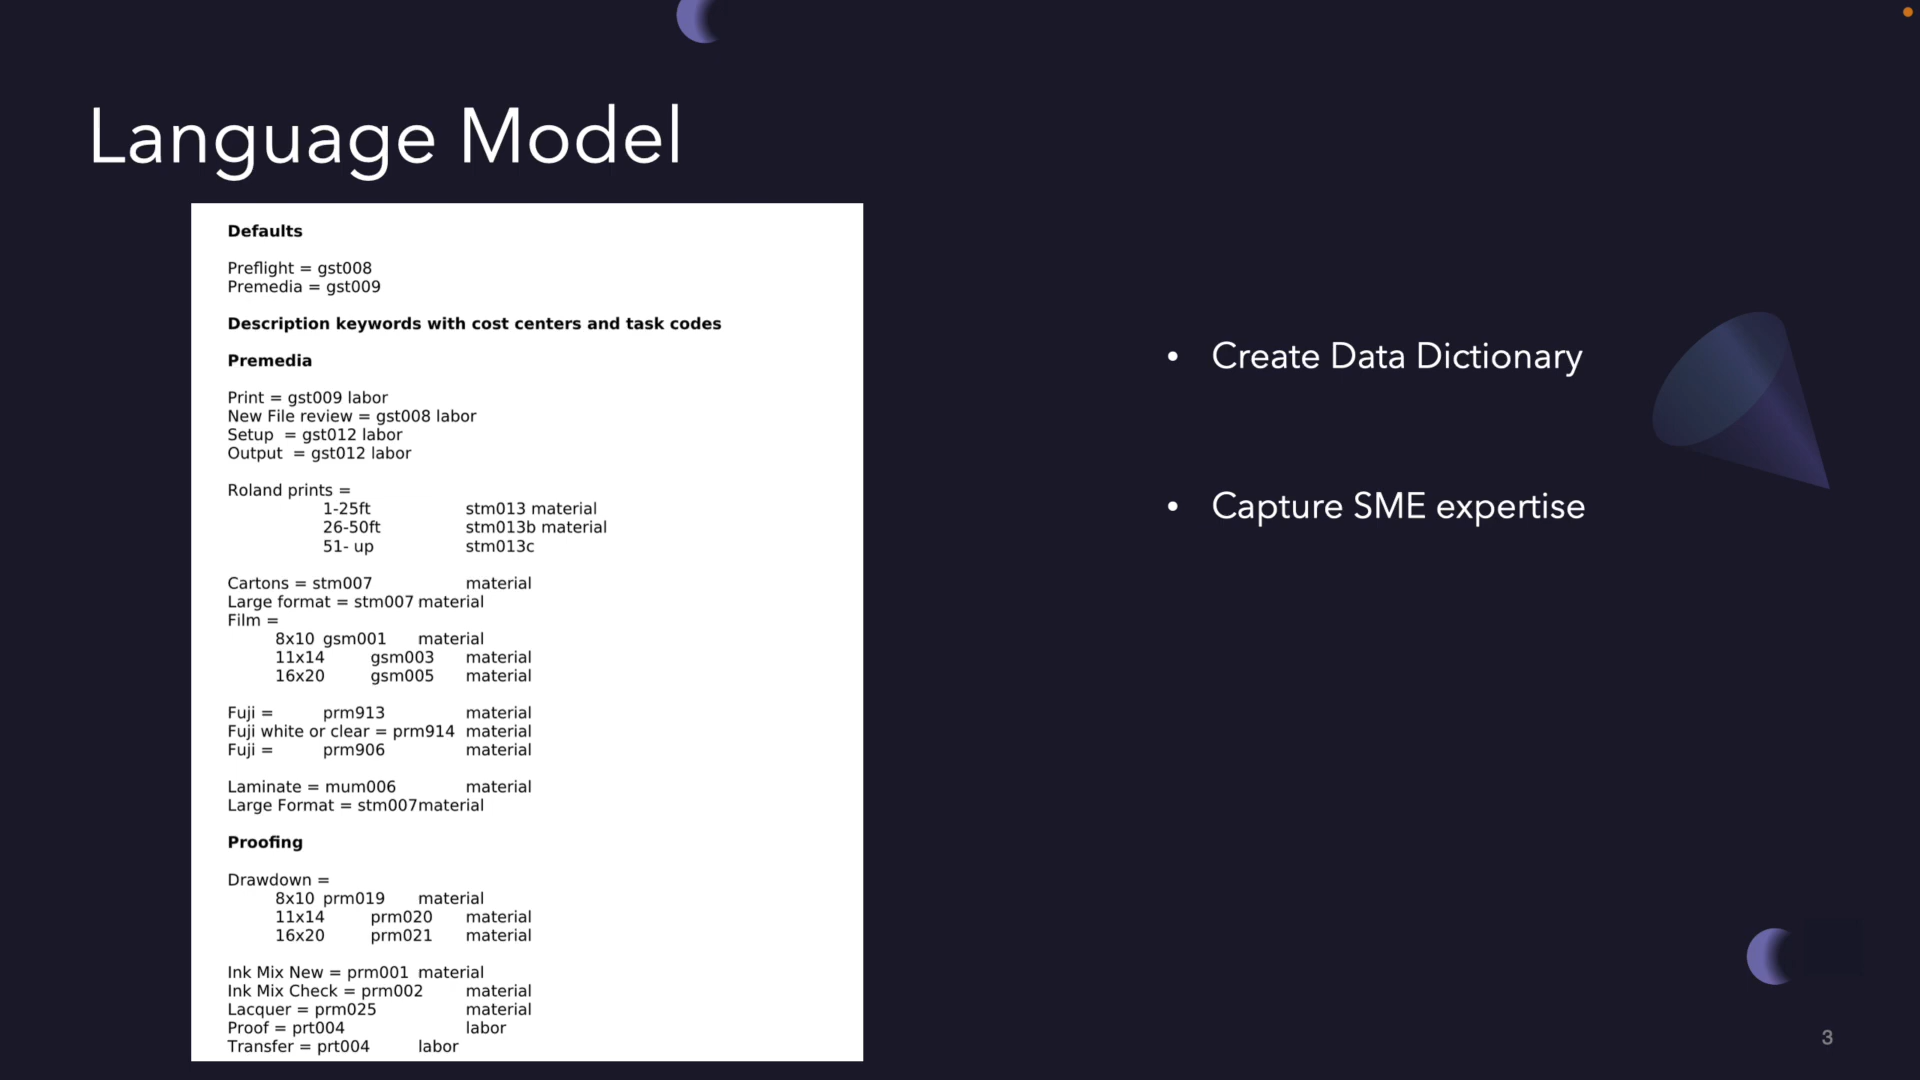 Language Model
Defaults
Preflight = gst008
Premedia = gst009
Description keywords with cost centers and task codes
Premedia
Print = gst009 labor
New File review = gst008 labor
Setup  = gst012 labor
Output  = gst012 labor
Roland prints =
1-25ft stm013 material
26-50ft stm013b material
51- up stm013c
Cartons = stm007 material
Large format = stm007 material
Film =
8x10 gsm001 material
11x14 gsm003 material
16x20 gsm005 material
Fuji = prm913 material
Fuji white or clear = prm914 material
Fuji = prm906 material
Laminate = mum006 material
Large Format = stm007material
Proofing
Drawdown =
8x10 prm019 material
11x14 prm020 material
16x20 prm021 material
Ink Mix New = prm001 material
Ink Mix Check = prm002 material
Lacquer = prm025 material
Proof = prt004 labor
Transfer = prt004 labor
• Create Data Dictionary
• Capture SME expertise
3